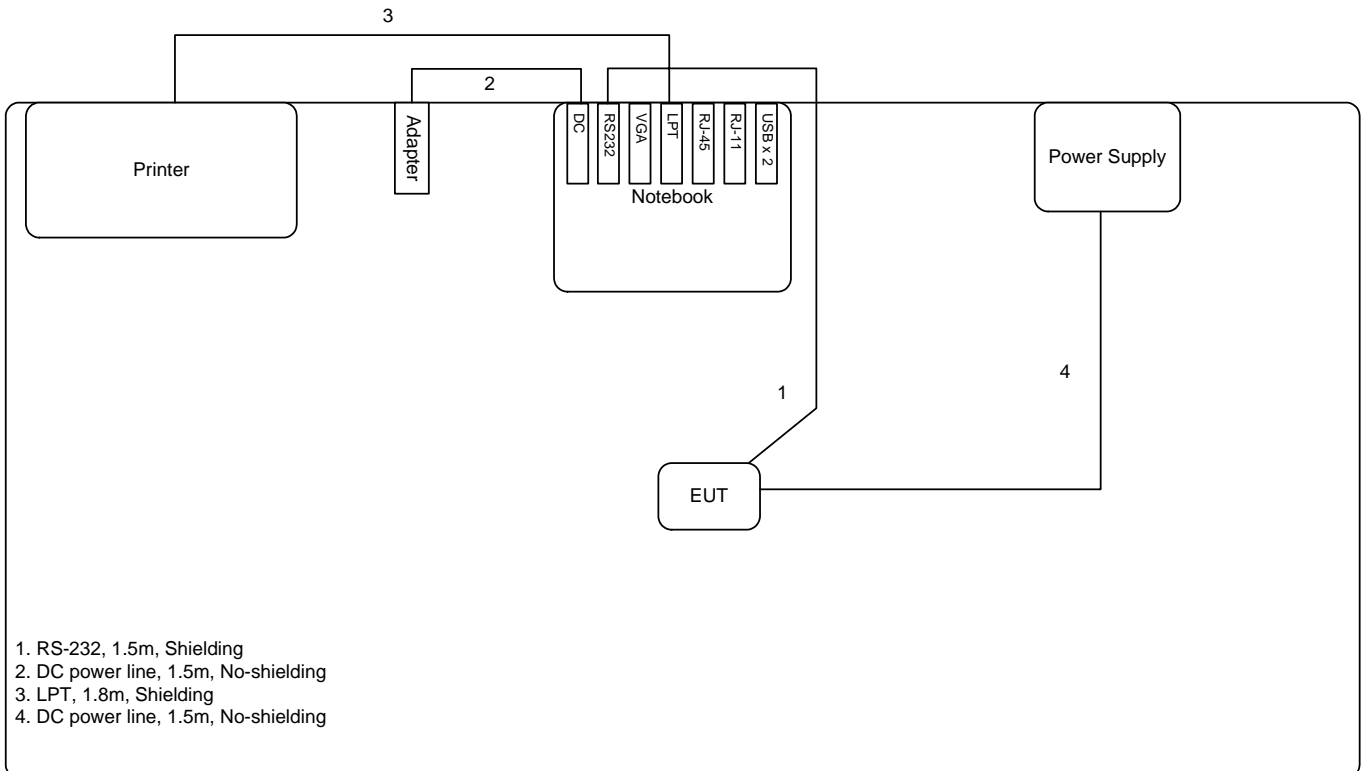 3
2
Printer
Adapter
DC
RS232
VGA
LPT
RJ-45
RJ-11
USB x 2
Notebook
Power Supply
4
1
EUT
1. RS-232, 1.5m, Shielding
2. DC power line, 1.5m, No-shielding
3. LPT, 1.8m, Shielding
4. DC power line, 1.5m, No-shielding